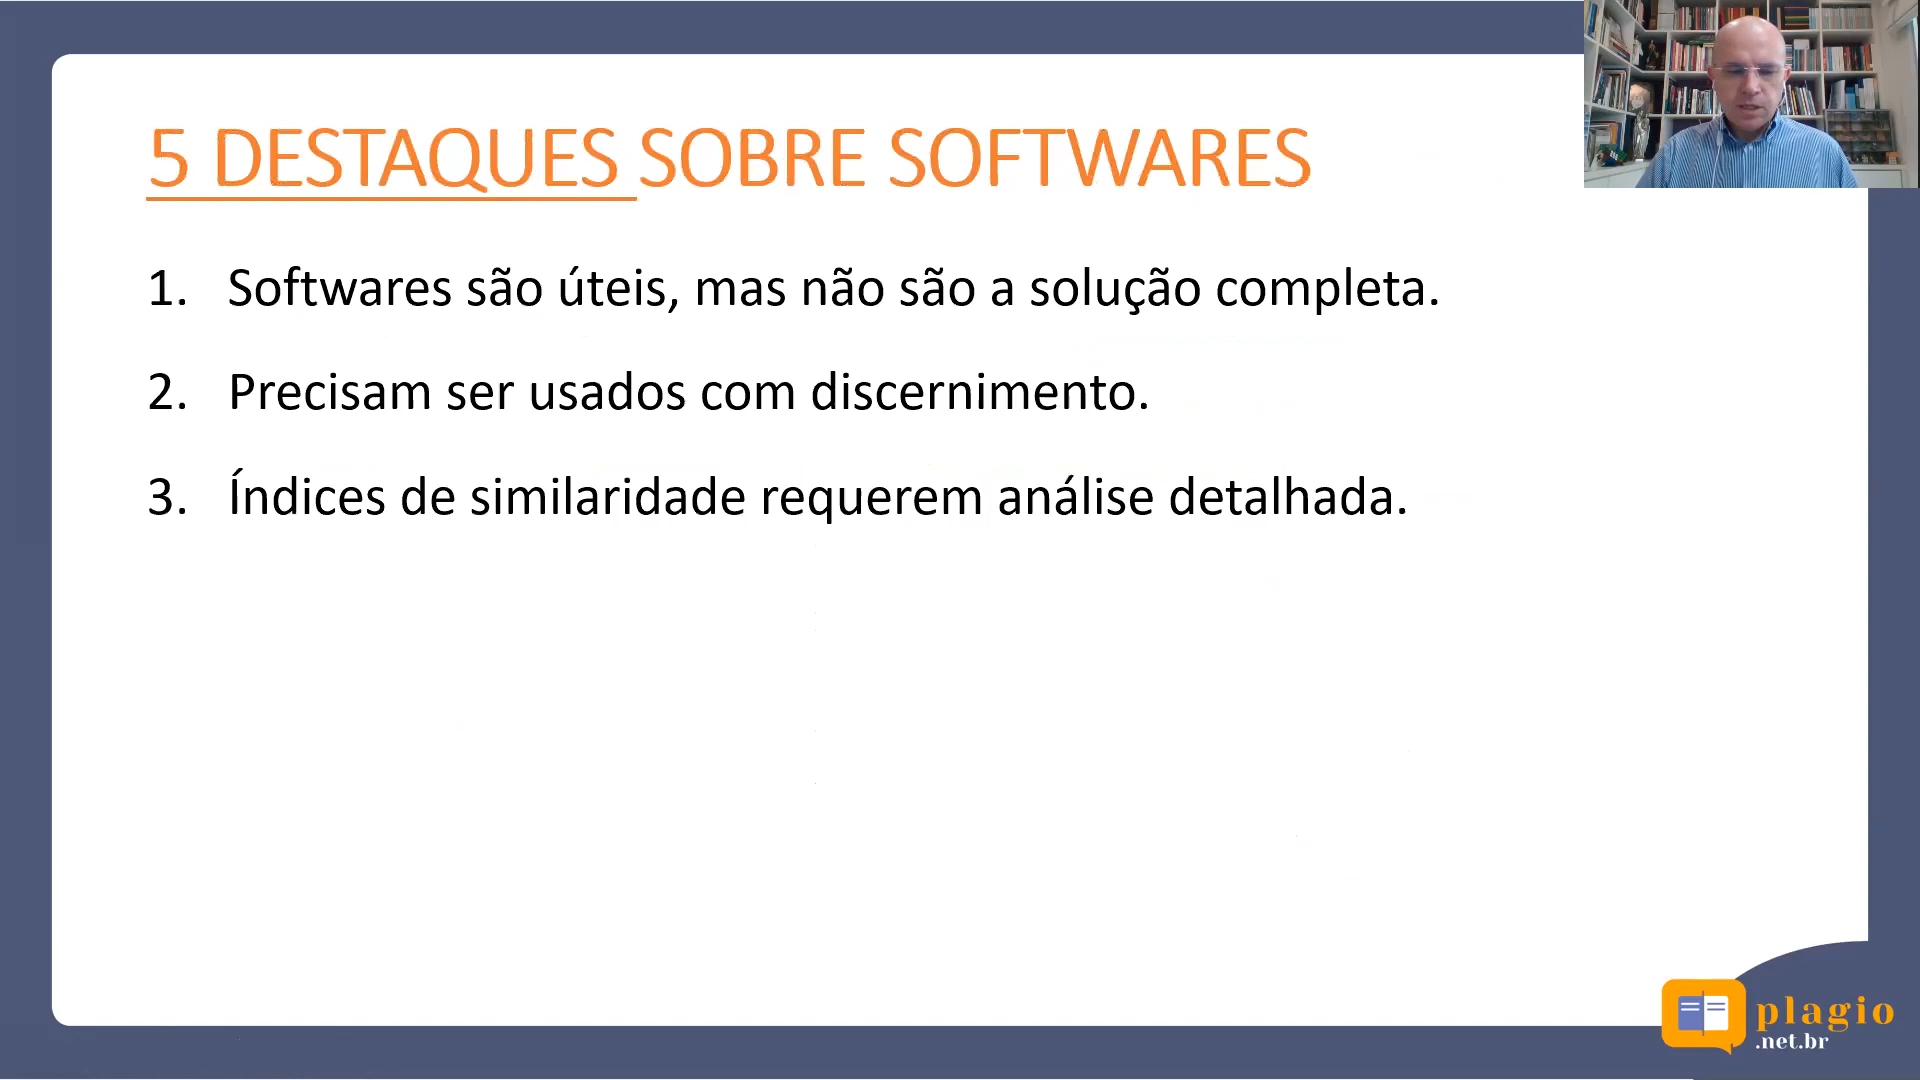 5 DESTAQUES SOBRE SOFTWARES
1. Softwares são úteis, mas não são a solução completa.
2. Precisam ser usados com discernimento.
3. Índices de similaridade requerem análise detalhada.
plagio
.net.br